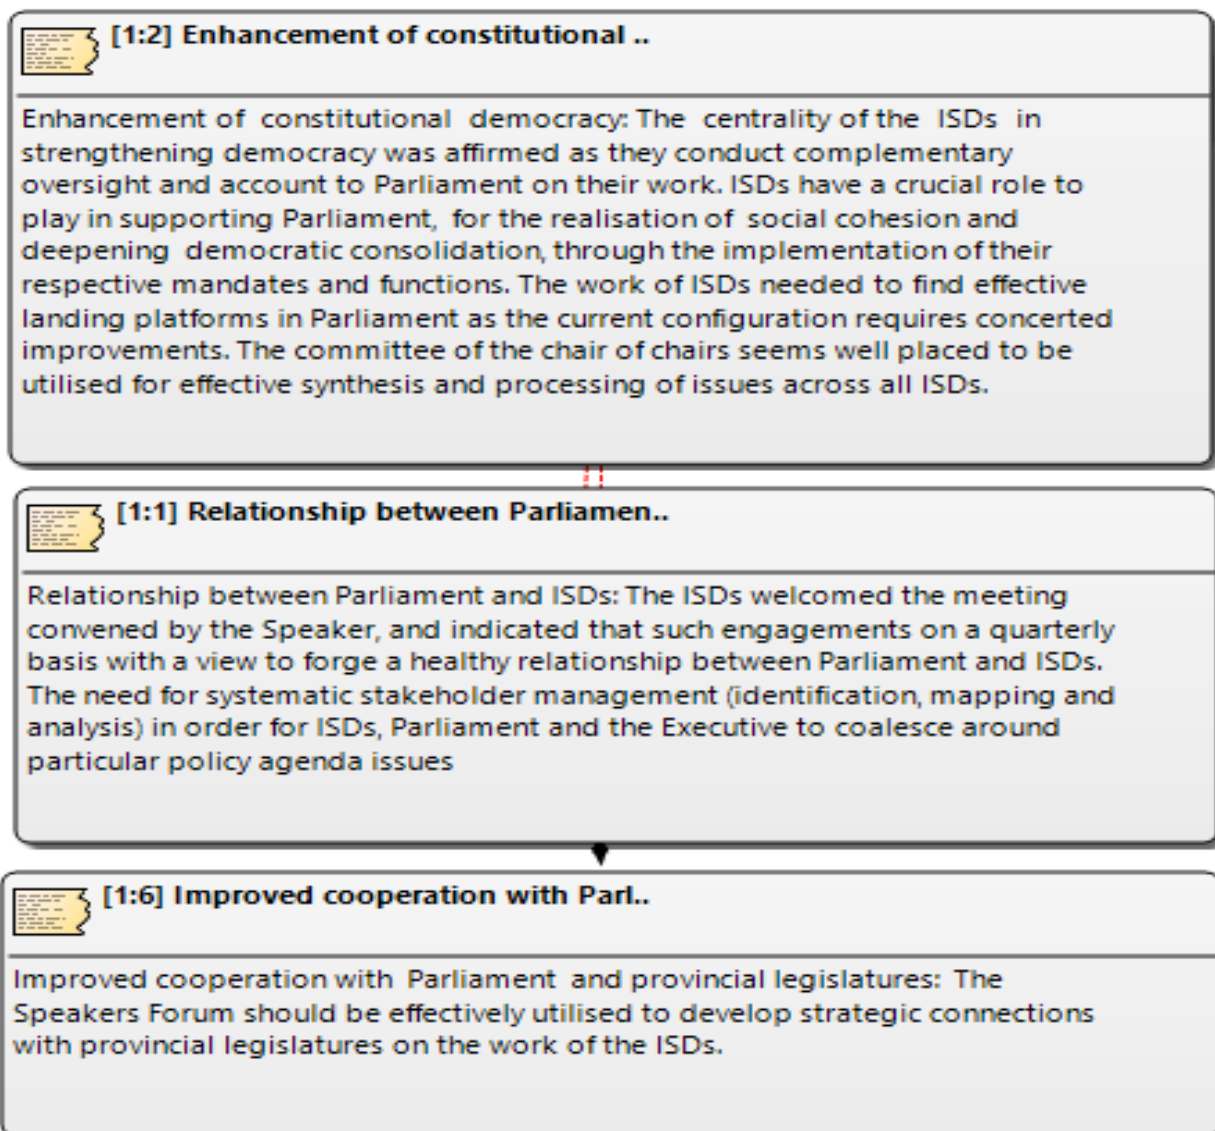 [1:2] Enhancement of constitutional ..
Enhancement of constitutional democracy: The centrality of the ISDs in
strengthening democracy was affirmed as they conduct complementary
oversight and account to Parliament on their work. ISDs have a crucial role to
play in supporting Parliament, for the realisation of social cohesion and
deepening democratic consolidation, through the implementation of their
respective mandates and functions. The work of ISDs needed to find effective
landing platforms in Parliament as the current configuration requires concerted
improvements. The committee of the chair of chairs seems well placed to be
utilised for effective synthesis and processing of issues across all ISDs.
[1:1] Relationship between Parliamen..
Relationship between Parliament and ISDs: The ISDs welcomed the meeting
convened by the Speaker, and indicated that such engagements on a quarterly
basis with a view to forge a healthy relationship between Parliament and ISDs.
The need for systematic stakeholder management (identification, mapping and
analysis) in order for ISDs, Parliament and the Executive to coalesce around
particular policy agenda issues
[1:6] Improved cooperation with Parl..
Improved cooperation with Parliament and provincial legislatures: The
Speakers Forum should be effectively utilised to develop strategic connections
with provincial legislatures on the work of the ISDs.